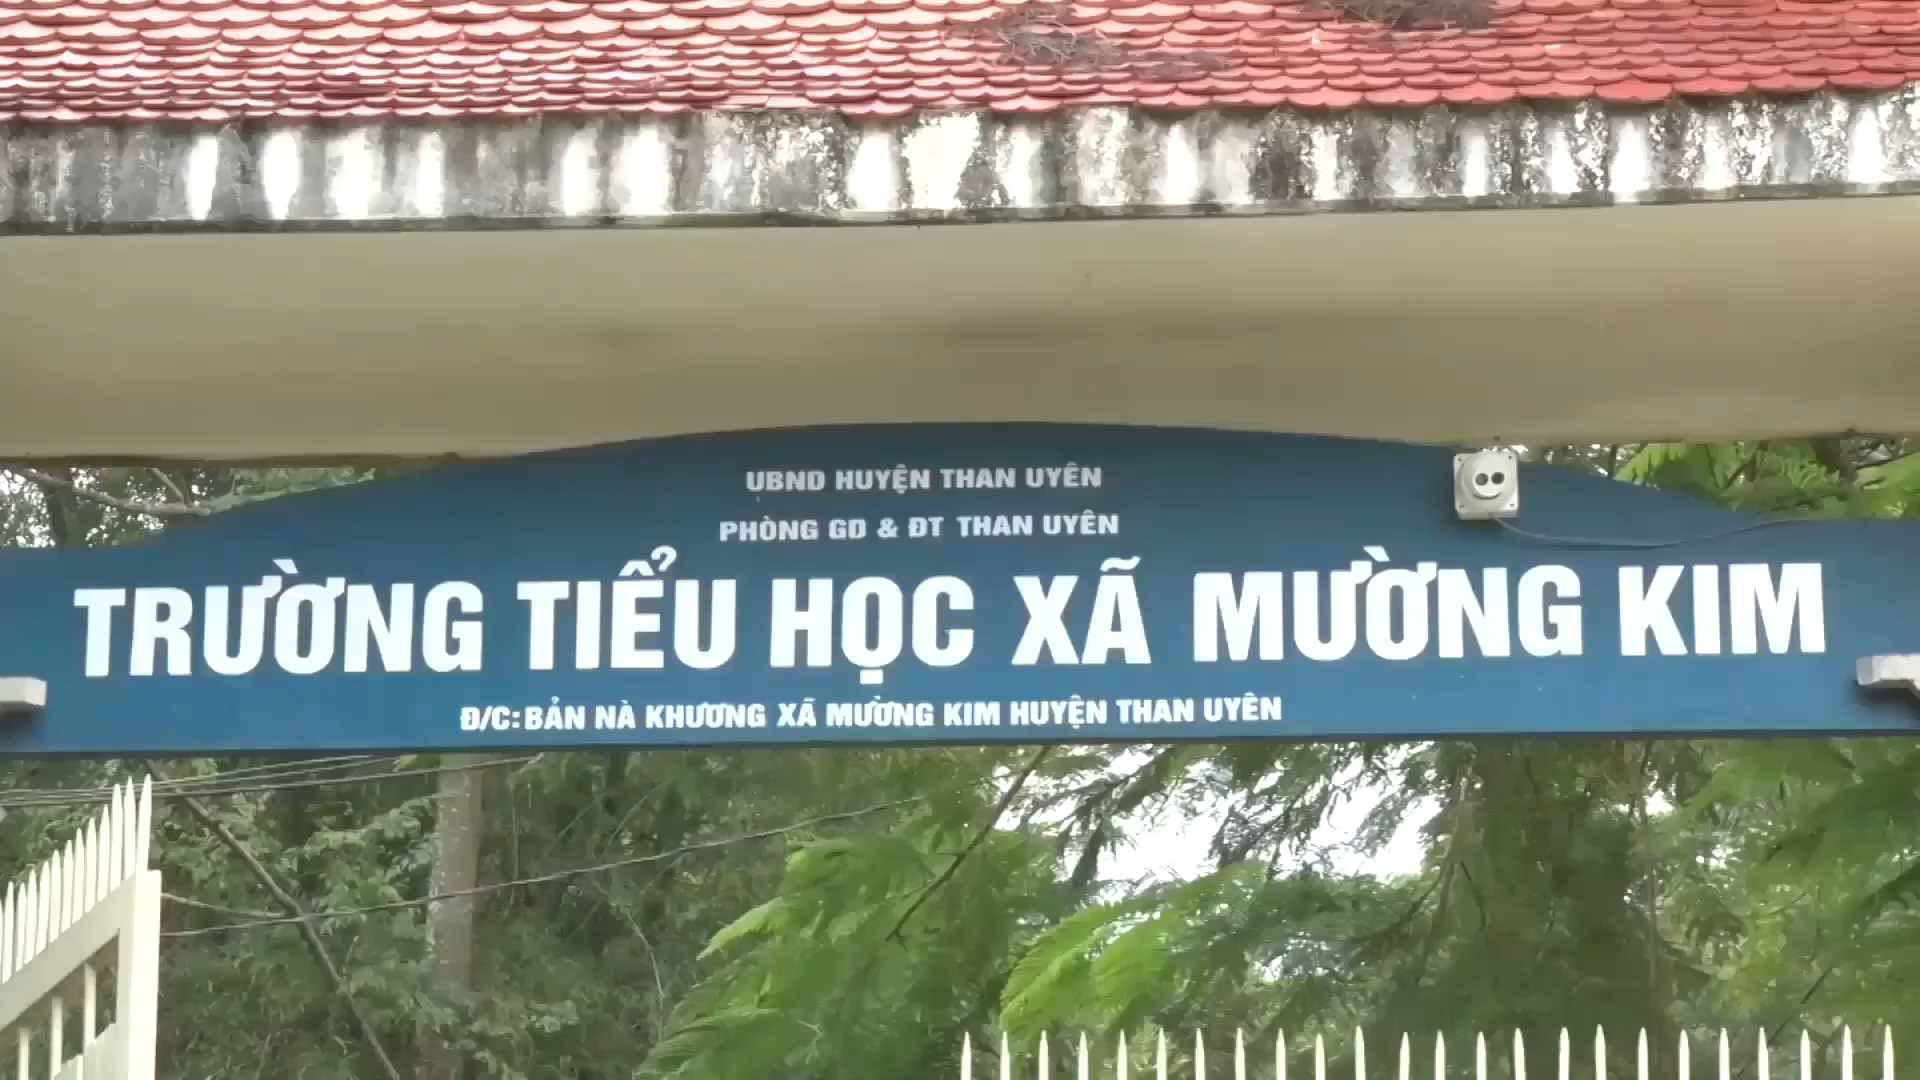 UBND HUYỆN THAN UYÊN
PHÒNG GD & ĐT THAN UYÊN
TRƯỜNG TIỂU HỌC XÃ MƯỜNG KIM
Đ/C: BẢN NÀ KHƯƠNG XÃ MƯỜNG KIM HUYỆN THAN UYÊN